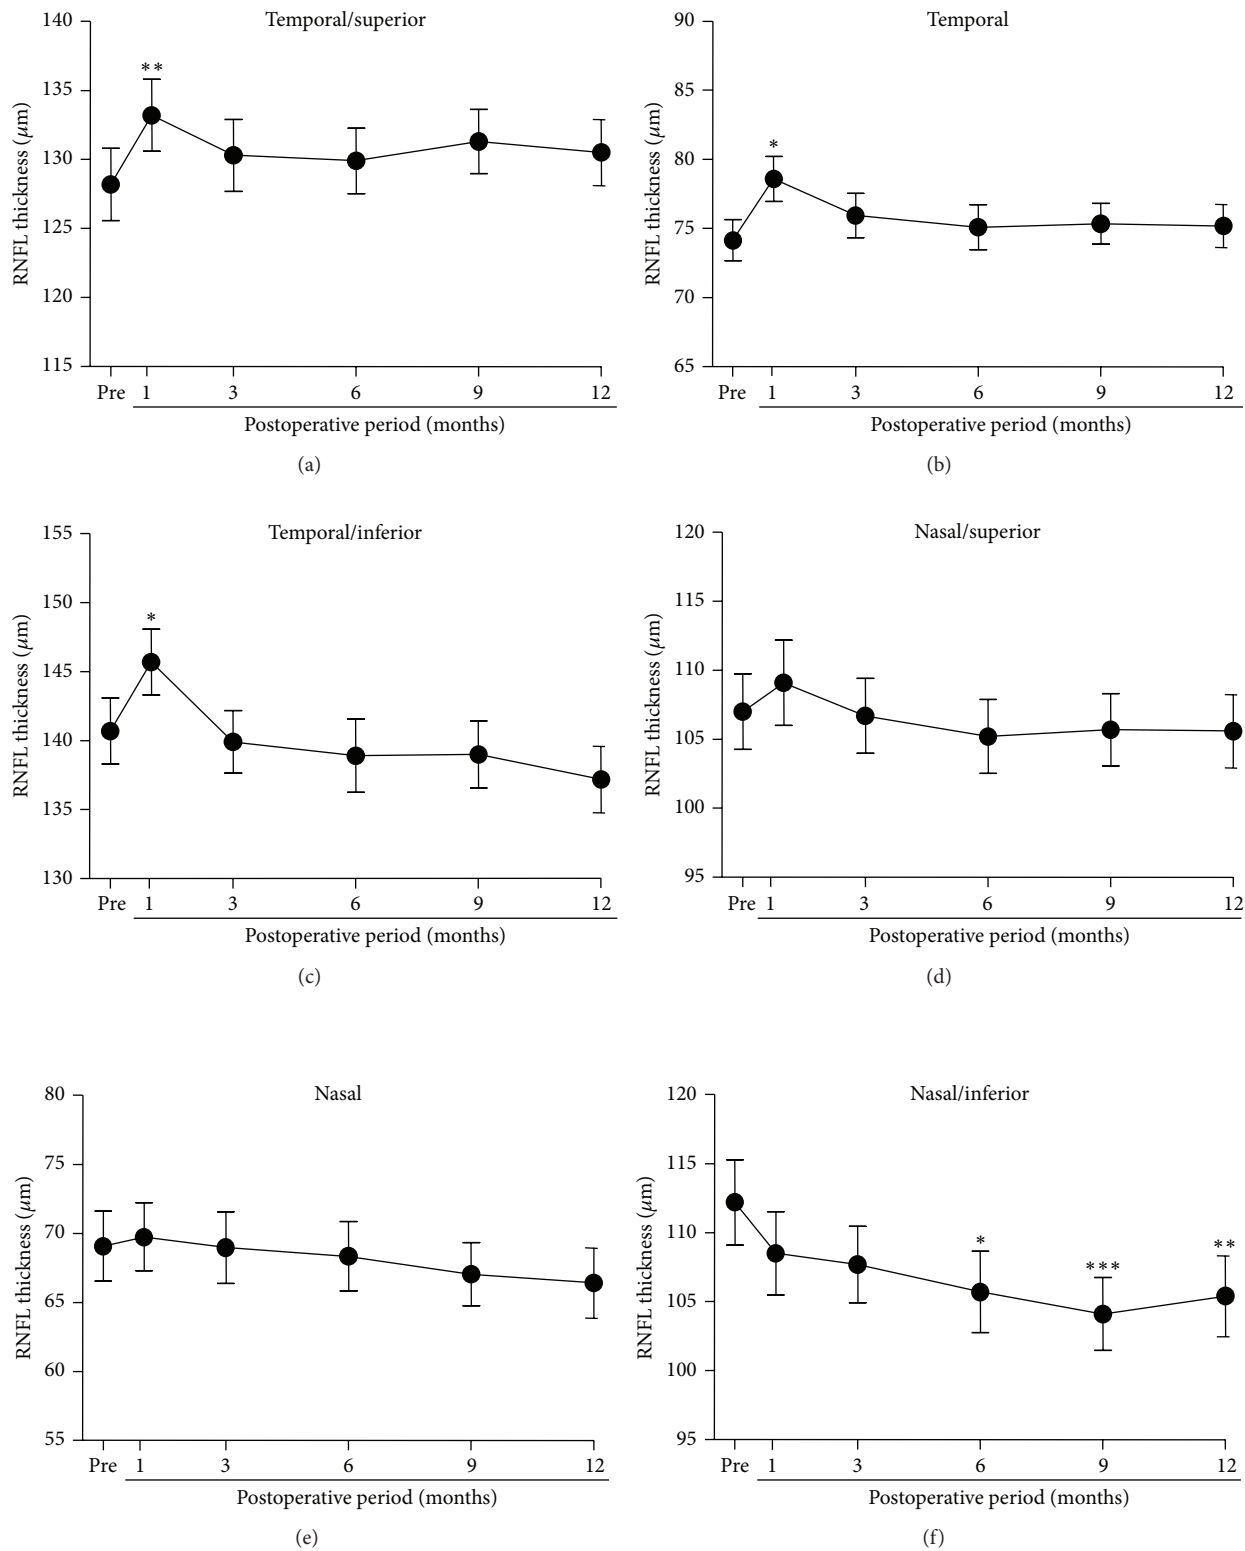 Temporal/superior
140
135
130
125
120
115
RNFL thickness (μm)
**
Pre 1 3 6 9 12
Postoperative period (months)
(a)
Temporal
90
85
80
75
70
65
RNFL thickness (μm)
*
Pre 1 3 6 9 12
Postoperative period (months)
(b)
Temporal/inferior
155
150
145
140
135
130
RNFL thickness (μm)
*
Pre 1 3 6 9 12
Postoperative period (months)
(c)
Nasal/superior
120
115
110
105
100
95
RNFL thickness (μm)
Pre 1 3 6 9 12
Postoperative period (months)
(d)
Nasal
80
75
70
65
60
55
RNFL thickness (μm)
Pre 1 3 6 9 12
Postoperative period (months)
(e)
Nasal/inferior
120
115
110
105
100
95
RNFL thickness (μm)
*
***
**
Pre 1 3 6 9 12
Postoperative period (months)
(f)